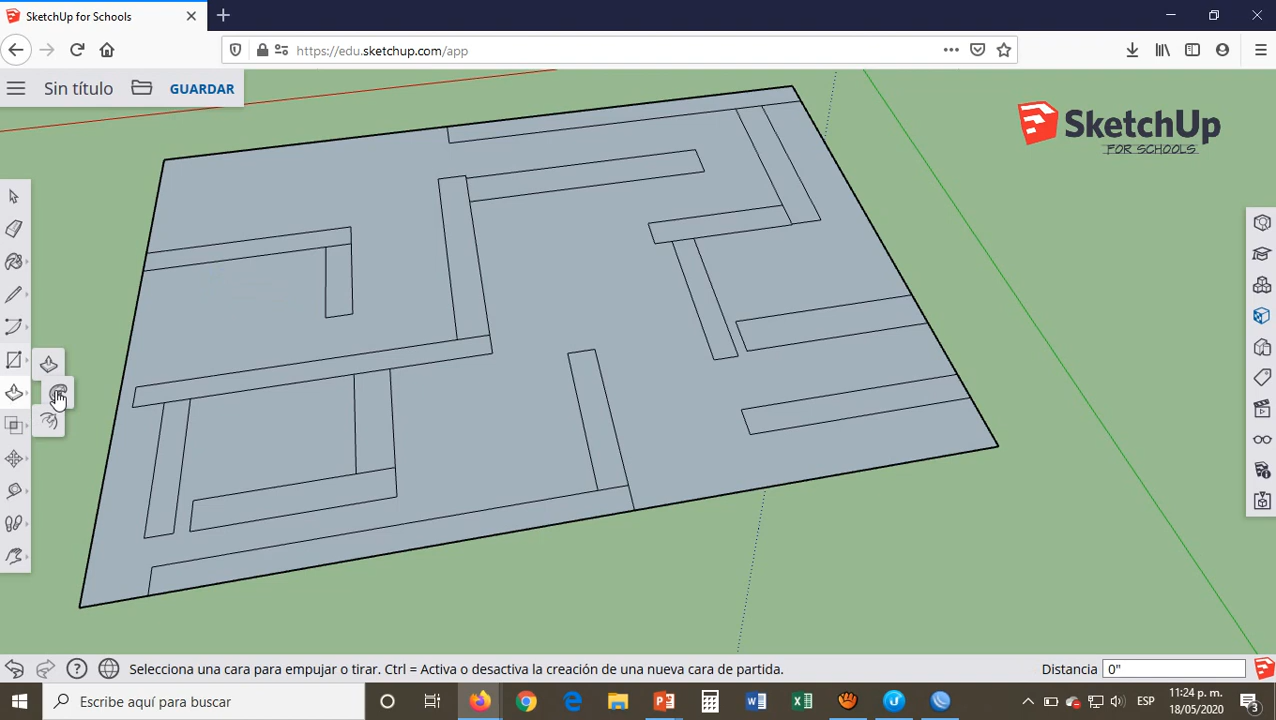 SketchUp for Schools
https://edu.sketchup.com/app
Sin título
GUARDAR
SketchUp
FOR SCHOOLS
Selecciona una cara para empujar o tirar. Ctrl = Activa o desactiva la creación de una nueva cara de partida.
Distancia
0"
Escribe aquí para buscar
ESP
11:24 p. m.
18/05/2020
3